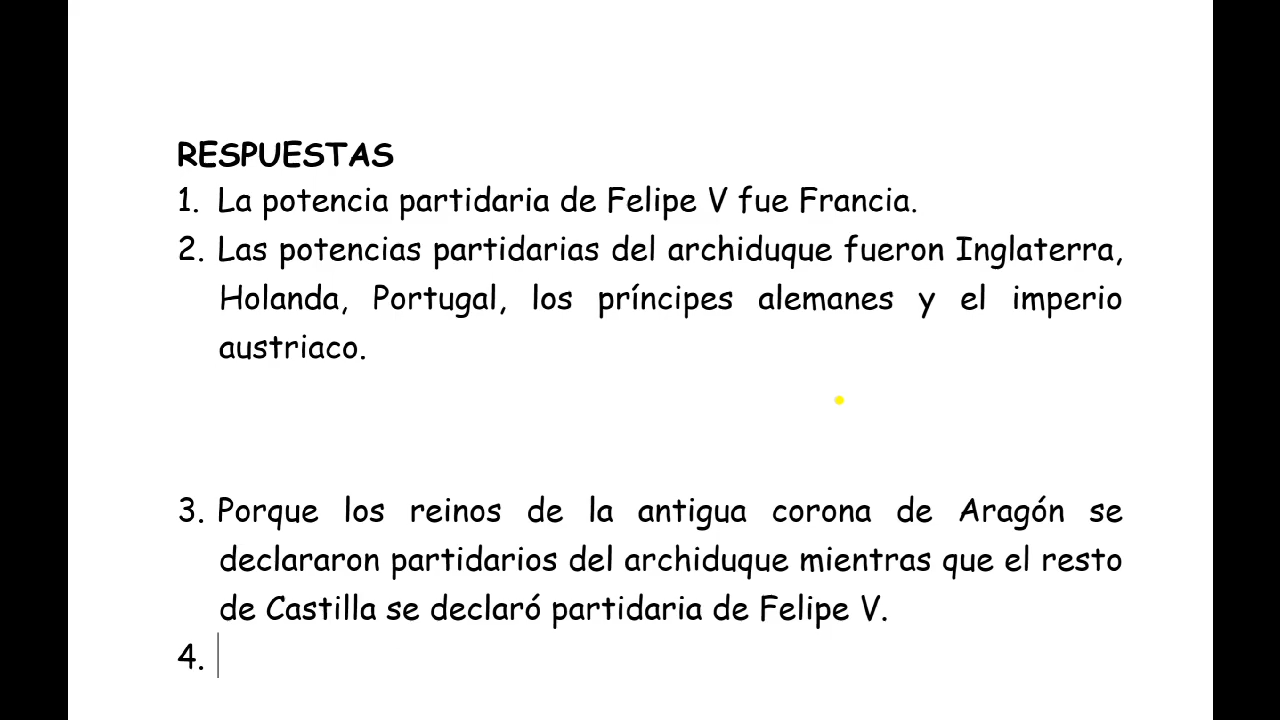 RESPUESTAS
1. La potencia partidaria de Felipe V fue Francia.
2. Las potencias partidarias del archiduque fueron Inglaterra,
Holanda, Portugal, los príncipes alemanes y el imperio
austriaco.
3. Porque los reinos de la antigua corona de Aragón se
declararon partidarios del archiduque mientras que el resto
de Castilla se declaró partidaria de Felipe V.
4.